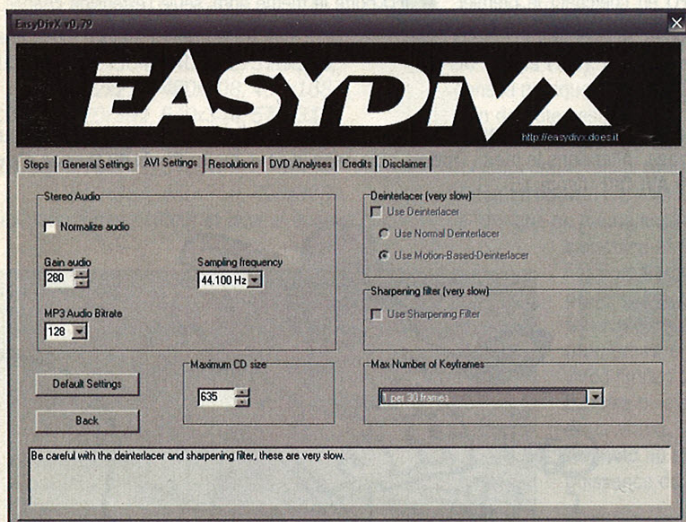 EasyDivX v0,79
EASYDIVX
http://easydivx.does.it
Steps
General Settings
AVI Settings
Resolutions
DVD Analyses
Credits
Disclaimer
Stereo Audio
Normalize audio
Gain audio
280
Sampling frequency
44.100 Hz
MP3 Audio Bitrate
128
Deinterlacer (very slow)
Use Deinterlacer
Use Normal Deinterlacer
Use Motion-Based-Deinterlacer
Sharpening filter (very slow)
Use Sharpening Filter
Default Settings
Back
Maximum CD size
635
Max Number of Keyframes
1 per 30 frames
Be careful with the deinterlacer and sharpening filter, these are very slow.